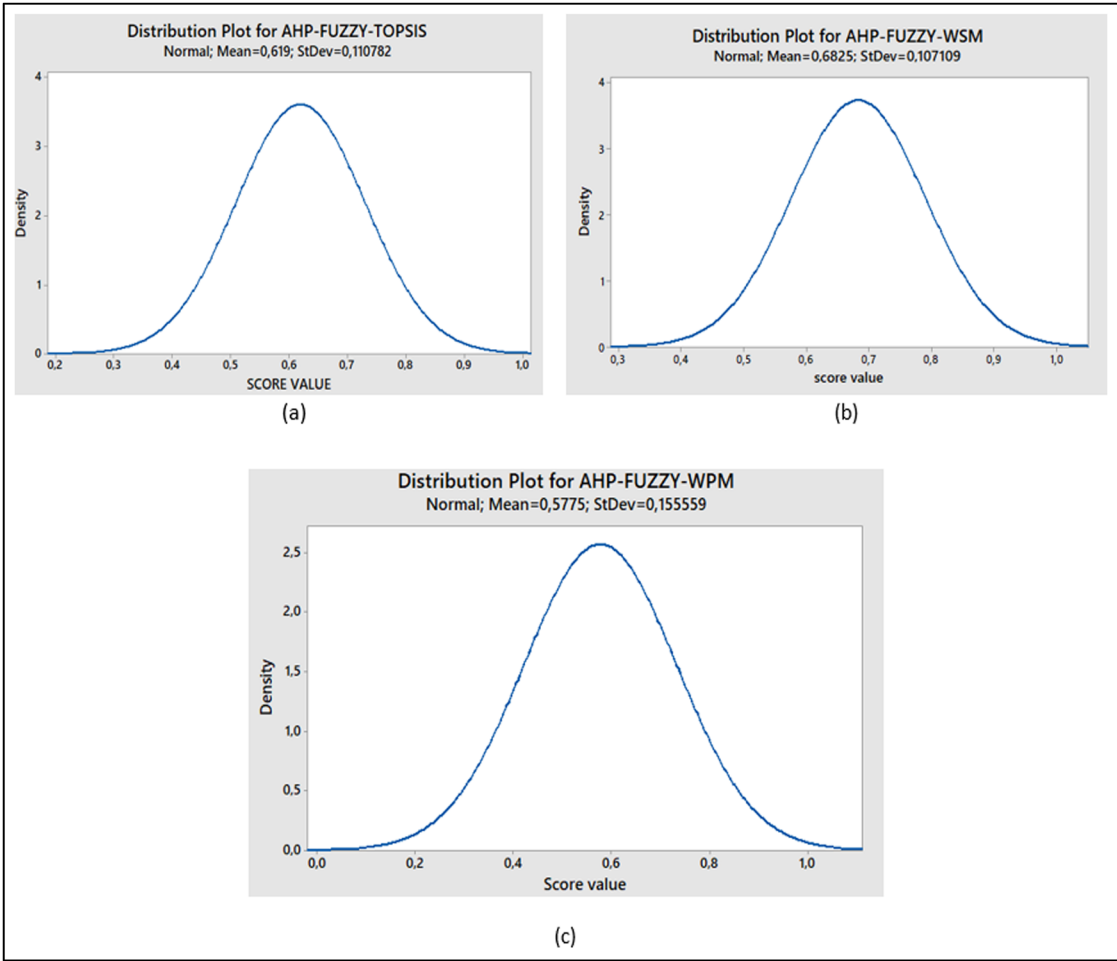 Distribution Plot for AHP-FUZZY-TOPSIS
Normal; Mean=0,619; StDev=0,110782
4
3
2
1
0
Density
0,2 0,3 0,4 0,5 0,6 0,7 0,8 0,9 1,0
SCORE VALUE
(a)
Distribution Plot for AHP-FUZZY-WSM
Normal; Mean=0,6825; StDev=0,107109
4
3
2
1
0
Density
0,3 0,4 0,5 0,6 0,7 0,8 0,9 1,0
score value
(b)
Distribution Plot for AHP-FUZZY-WPM
Normal; Mean=0,5775; StDev=0,155559
2,5
2,0
1,5
1,0
0,5
0,0
Density
0,0 0,2 0,4 0,6 0,8 1,0
Score value
(c)